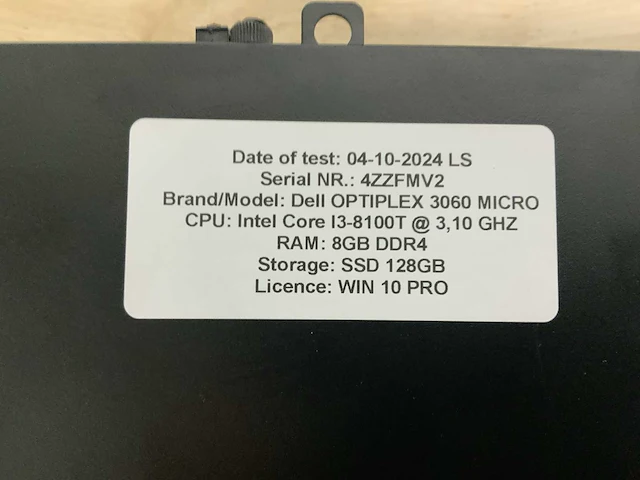 Date of test: 04-10-2024 LS
Serial NR.: 4ZZFMV2
Brand/Model: Dell OPTIPLEX 3060 MICRO
CPU: Intel Core I3-8100T @ 3,10 GHZ
RAM: 8GB DDR4
Storage: SSD 128GB
Licence: WIN 10 PRO